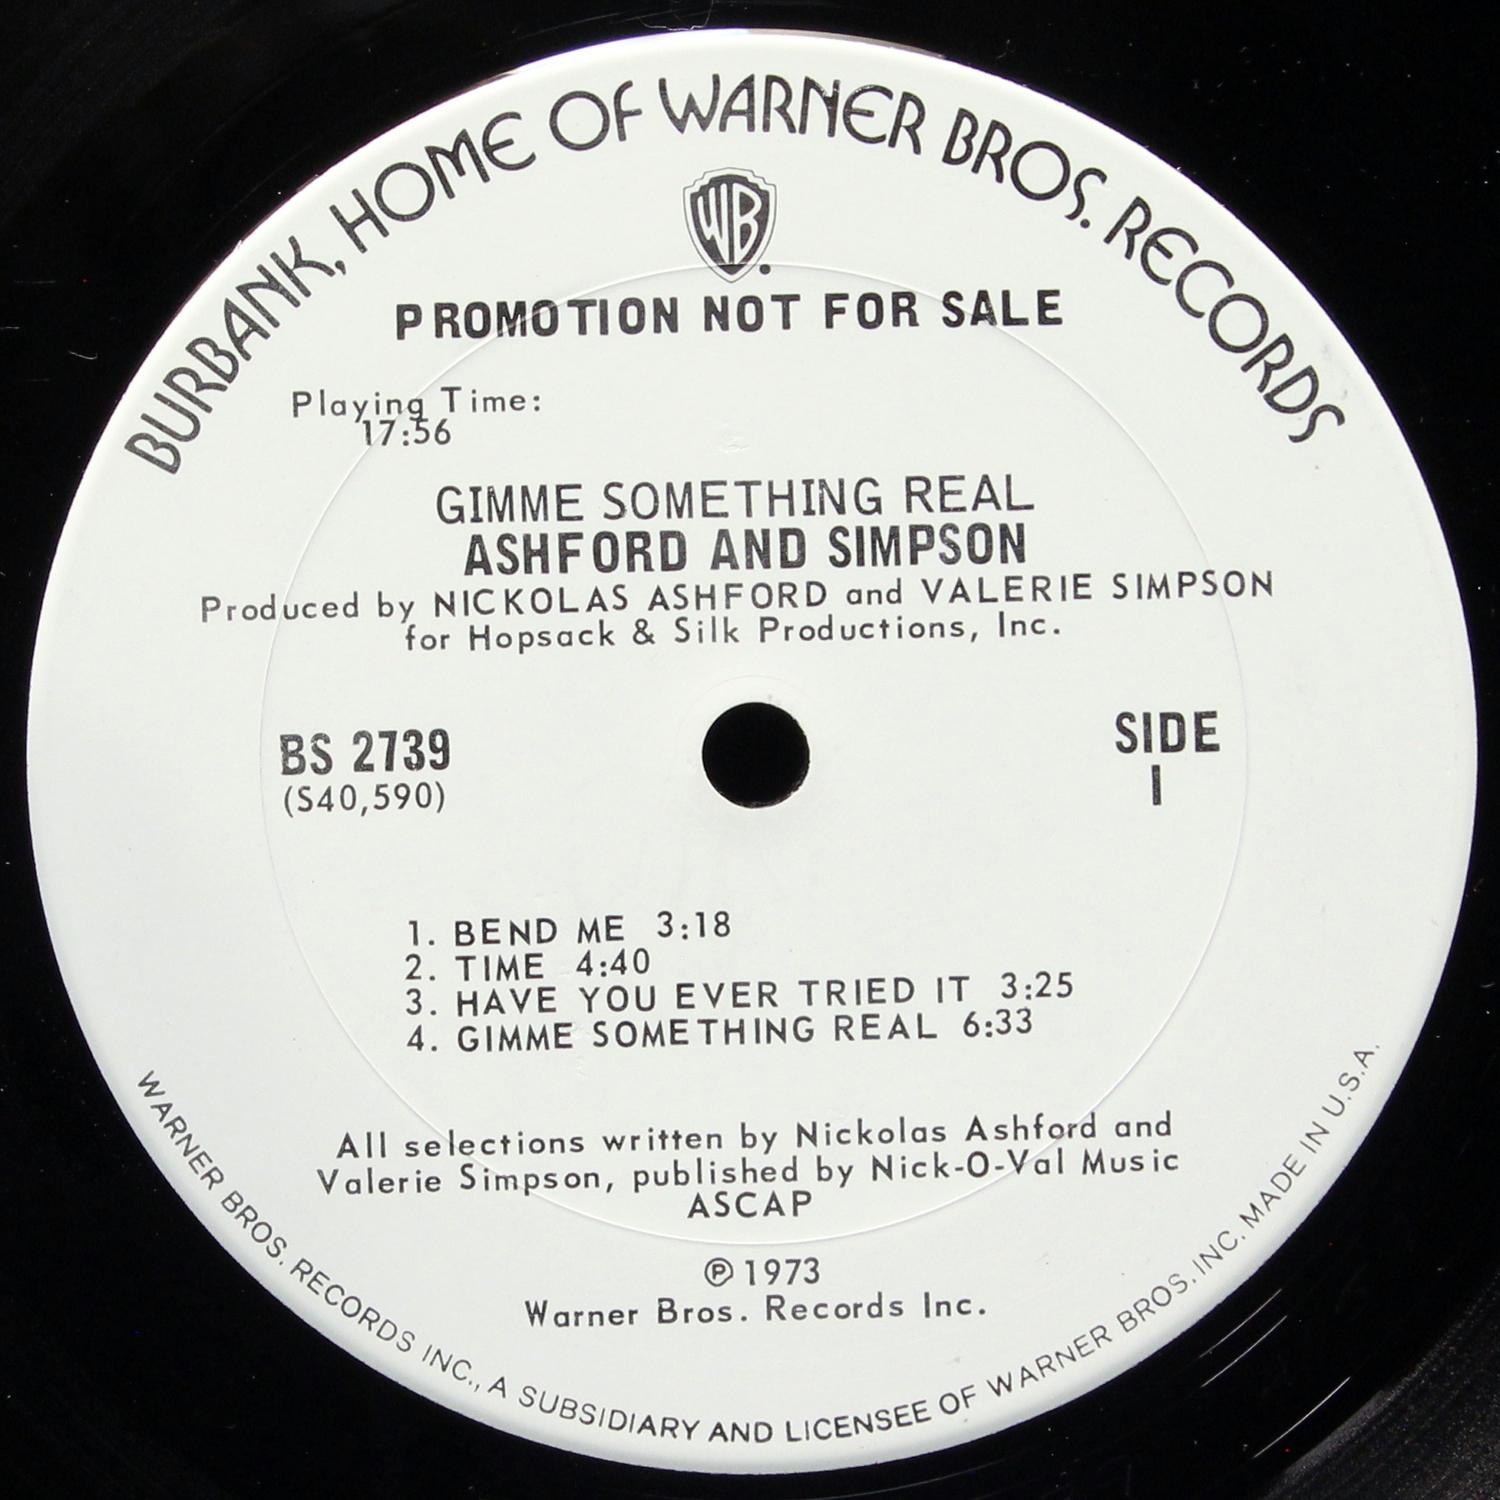 BURBANK, HOME OF WARNER BROS. RECORDS
WB
PROMOTION NOT FOR SALE
Playing Time:
17:56
GIMME SOMETHING REAL
ASHFORD AND SIMPSON
Produced by NICKOLAS ASHFORD and VALERIE SIMPSON
for Hopsack & Silk Productions, Inc.
BS 2739
(S40,590)
SIDE
1
1. BEND ME 3:18
2. TIME 4:40
3. HAVE YOU EVER TRIED IT 3:25
4. GIMME SOMETHING REAL 6:33
All selections written by Nickolas Ashford and
Valerie Simpson, published by Nick-O-Val Music
ASCAP
℗ 1973
Warner Bros. Records Inc.
WARNER BROS. RECORDS INC., A SUBSIDIARY AND LICENSEE OF WARNER BROS. INC. MADE IN U.S.A.